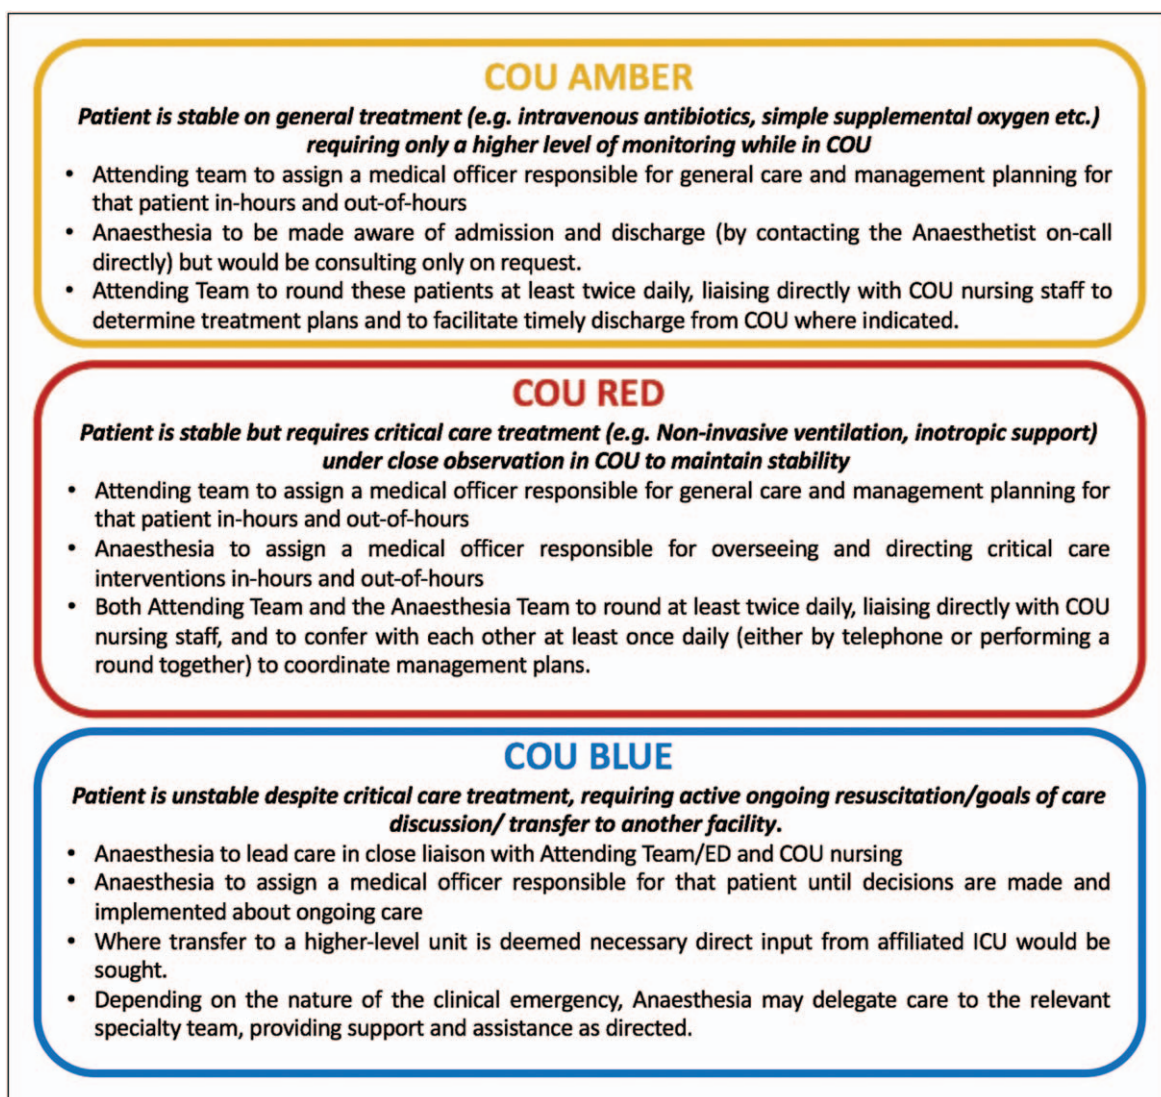 COU AMBER
Patient is stable on general treatment (e.g. intravenous antibiotics, simple supplemental oxygen etc.)
requiring only a higher level of monitoring while in COU
• Attending team to assign a medical officer responsible for general care and management planning for
that patient in-hours and out-of-hours
• Anaesthesia to be made aware of admission and discharge (by contacting the Anaesthetist on-call
directly) but would be consulting only on request.
• Attending Team to round these patients at least twice daily, liaising directly with COU nursing staff to
determine treatment plans and to facilitate timely discharge from COU where indicated.
COU RED
Patient is stable but requires critical care treatment (e.g. Non-invasive ventilation, inotropic support)
under close observation in COU to maintain stability
• Attending team to assign a medical officer responsible for general care and management planning for
that patient in-hours and out-of-hours
• Anaesthesia to assign a medical officer responsible for overseeing and directing critical care
interventions in-hours and out-of-hours
• Both Attending Team and the Anaesthesia Team to round at least twice daily, liaising directly with COU
nursing staff, and to confer with each other at least once daily (either by telephone or performing a
round together) to coordinate management plans.
COU BLUE
Patient is unstable despite critical care treatment, requiring active ongoing resuscitation/goals of care
discussion/ transfer to another facility.
• Anaesthesia to lead care in close liaison with Attending Team/ED and COU nursing
• Anaesthesia to assign a medical officer responsible for that patient until decisions are made and
implemented about ongoing care
• Where transfer to a higher-level unit is deemed necessary direct input from affiliated ICU would be
sought.
• Depending on the nature of the clinical emergency, Anaesthesia may delegate care to the relevant
specialty team, providing support and assistance as directed.